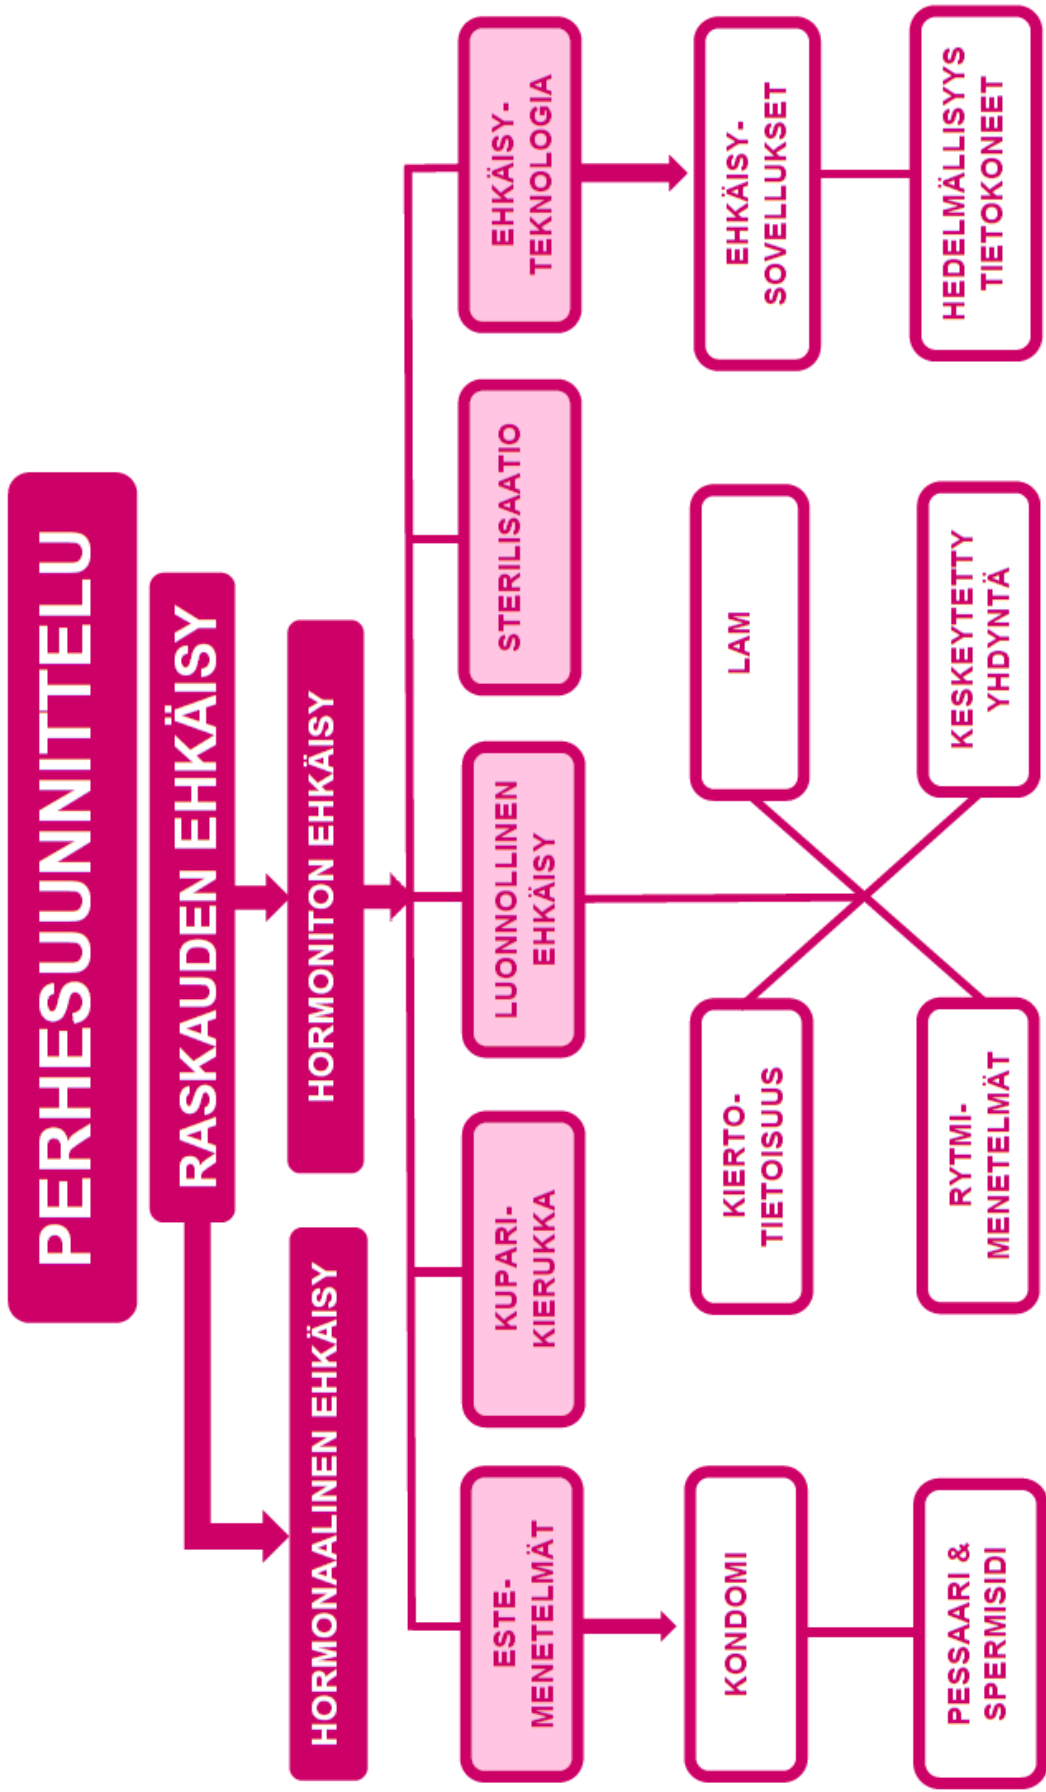 PERHESUUNNITTELU
RASKAUDEN EHKÄISY
HORMONAALINEN EHKÄISY
HORMONITON EHKÄISY
ESTE-
MENETELMÄT
KUPARI-
KIERUKKA
LUONNOLLINEN
EHKÄISY
STERILISAATIO
EHKÄISY-
TEKNOLOGIA
KONDOMI
KIERTO-
TIETOISUUS
LAM
EHKÄISY-
SOVELLUKSET
PESSAARI &
SPERMISIDI
RYTMI-
MENETELMÄT
KESKEYTETTY
YHDYNTÄ
HEDELMÄLLISYYS
TIETOKONEET